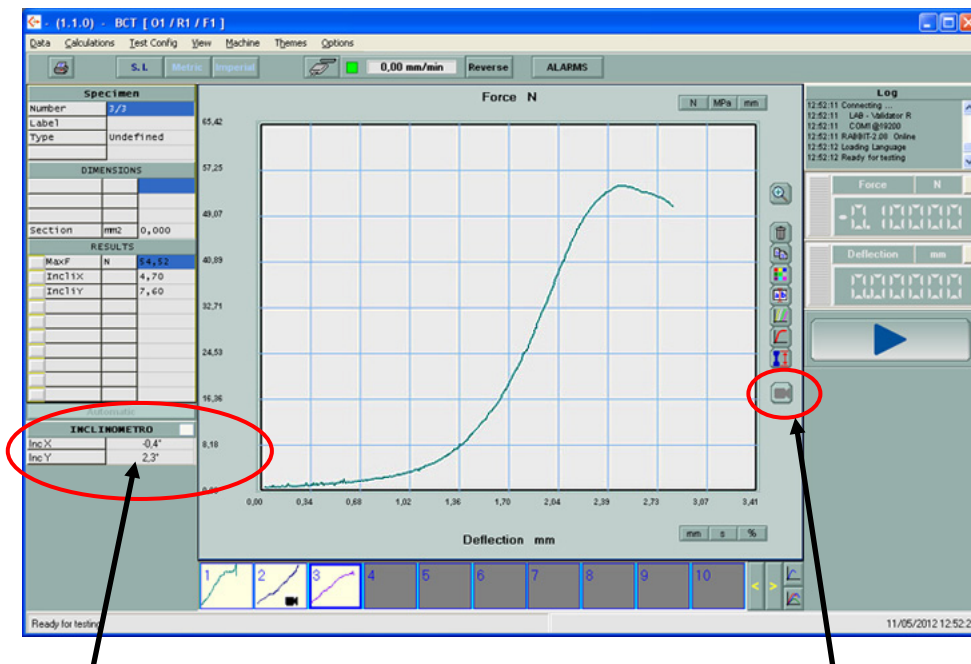 - (1.1.0) - BCT [ O1 / R1 / F1 ]
Data Calculations Test Config View Machine Themes Options
S. I. Metric Imperial 0,00 mm/min Reverse ALARMS
Specimen
Number 3/3
Label
Type Undefined
DIMENSIONS
Section mm2 0,000
RESULTS
MaxF N 54,52
IncliX 4,70
IncliY 7,60
Automatic
INCLINOMETRO
Inc X -0,4°
Inc Y 2,3°
Force N
N MPa mm
65,42
57,25
49,07
40,89
32,71
24,53
16,36
8,18
0,00
0,00 0,34 0,68 1,02 1,36 1,70 2,04 2,39 2,73 3,07 3,41
Deflection mm
mm s %
1 2 3 4 5 6 7 8 9 10
< >
Log
12:52:11 Connecting ...
12:52:11 LAB - Validator R
12:52:11 COM1@19200
12:52:11 RABBIT-2.08 Online
12:52:12 Loading Language
12:52:12 Ready for testing
Force N
Deflection mm
Ready for testing
11/05/2012 12:52:2